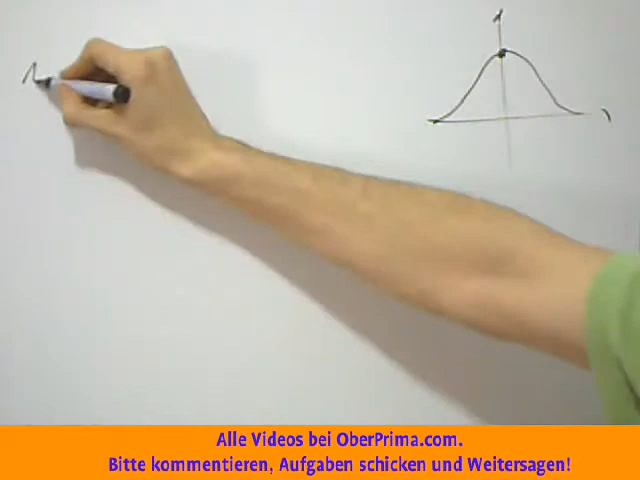 Alle Videos bei OberPrima.com.
Bitte kommentieren, Aufgaben schicken und Weitersagen!